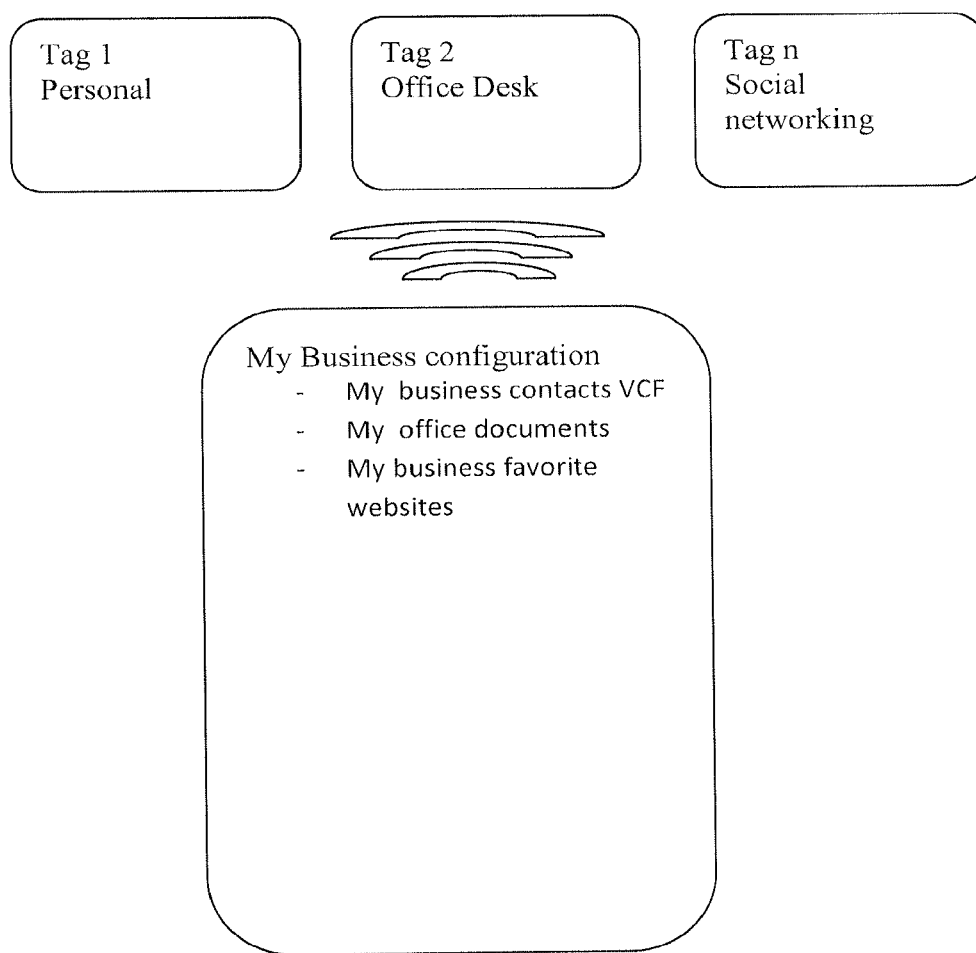 Tag 1
Personal
Tag 2
Office Desk
Tag n
Social
networking
My Business configuration
- My business contacts VCF
- My office documents
- My business favorite
websites